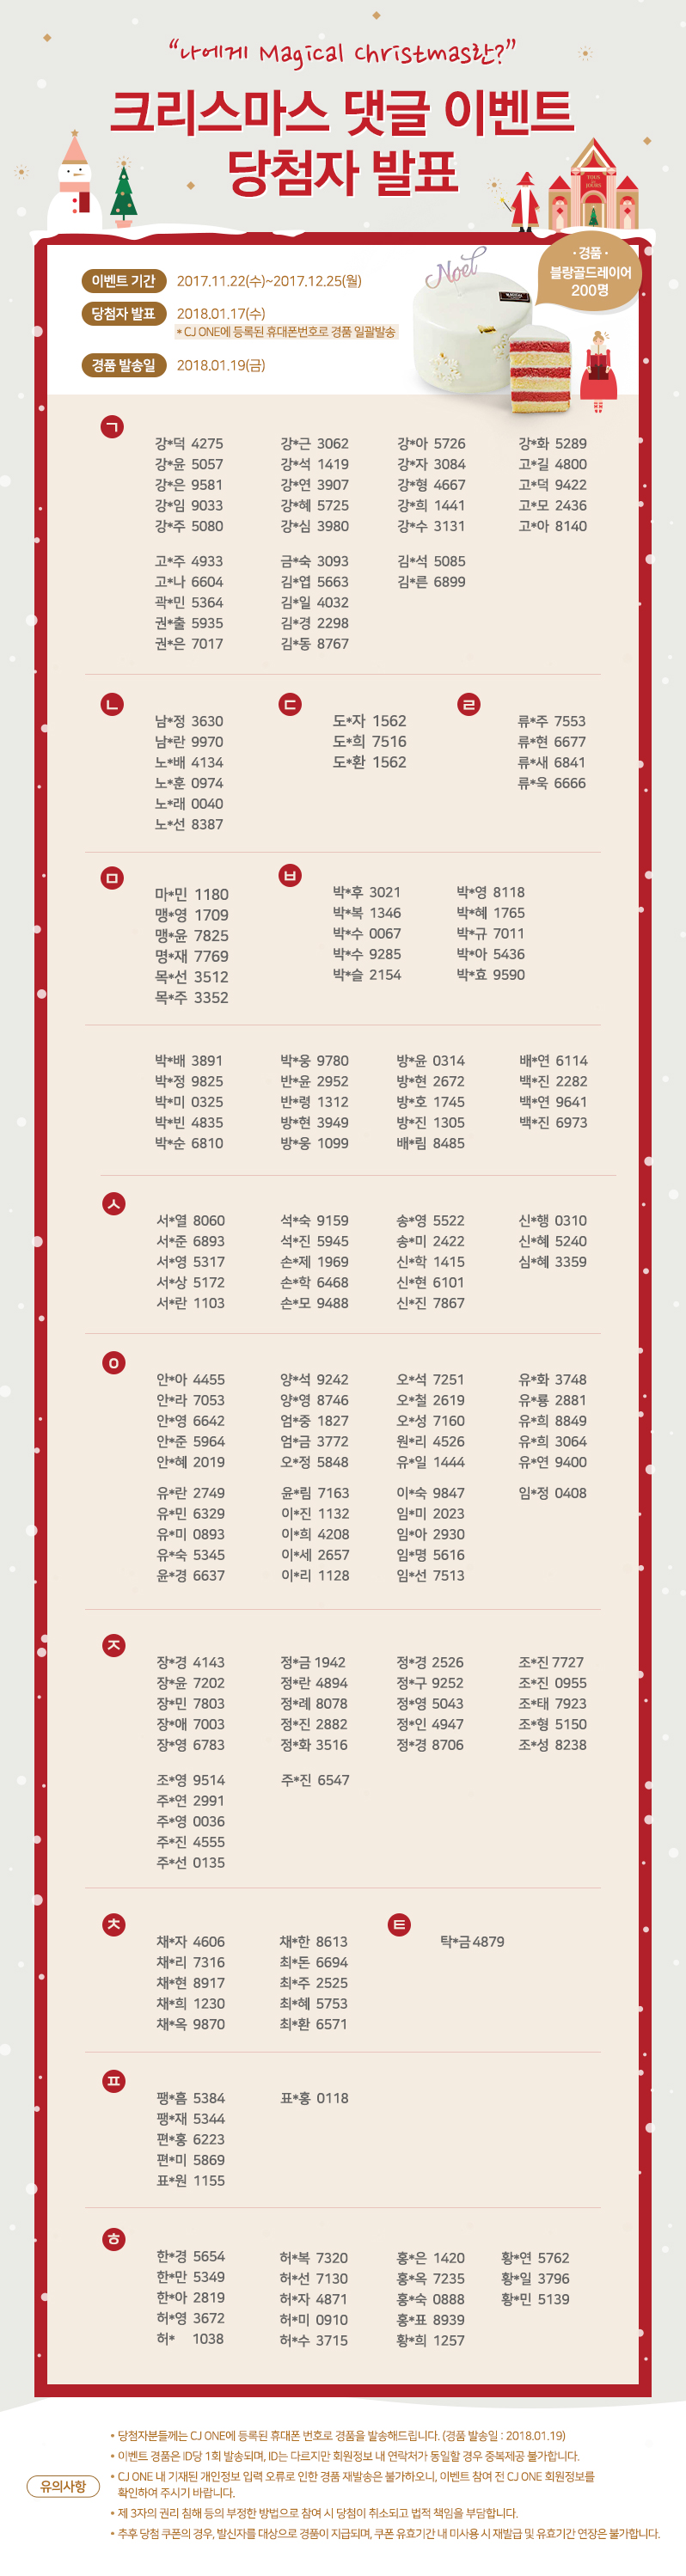 “나에게 Magical Christmas란?”
크리스마스 댓글 이벤트
당첨자 발표
TOUS les JOURS
·경품·
블랑골드레이어
200명
Noel
MAGICAL
이벤트 기간 2017.11.22(수)~2017.12.25(월)
당첨자 발표 2018.01.17(수)
* CJ ONE에 등록된 휴대폰번호로 경품 일괄발송
경품 발송일 2018.01.19(금)
ㄱ
강*덕 4275 강*근 3062 강*아 5726 강*화 5289
강*윤 5057 강*석 1419 강*자 3084 고*길 4800
강*은 9581 강*연 3907 강*형 4667 고*덕 9422
강*임 9033 강*혜 5725 강*희 1441 고*모 2436
강*주 5080 강*심 3980 강*수 3131 고*아 8140
고*주 4933 금*숙 3093 김*석 5085
고*나 6604 김*엽 5663 김*른 6899
곽*민 5364 김*일 4032
권*출 5935 김*경 2298
권*은 7017 김*동 8767
ㄴ ㄷ ㄹ
남*정 3630 도*자 1562 류*주 7553
남*란 9970 도*희 7516 류*현 6677
노*배 4134 도*환 1562 류*새 6841
노*훈 0974 류*욱 6666
노*래 0040
노*선 8387
ㅁ ㅂ
마*민 1180 박*후 3021 박*영 8118
맹*영 1709 박*복 1346 박*혜 1765
맹*윤 7825 박*수 0067 박*규 7011
명*재 7769 박*수 9285 박*아 5436
목*선 3512 박*슬 2154 박*효 9590
목*주 3352
박*배 3891 박*웅 9780 방*윤 0314 배*연 6114
박*정 9825 반*윤 2952 방*현 2672 백*진 2282
박*미 0325 반*령 1312 방*호 1745 백*연 9641
박*빈 4835 방*현 3949 방*진 1305 백*진 6973
박*순 6810 방*웅 1099 배*림 8485
ㅅ
서*열 8060 석*숙 9159 송*영 5522 신*행 0310
서*준 6893 석*진 5945 송*미 2422 신*혜 5240
서*영 5317 손*제 1969 신*학 1415 심*혜 3359
서*상 5172 손*학 6468 신*현 6101
서*란 1103 손*모 9488 신*진 7867
ㅇ
안*아 4455 양*석 9242 오*석 7251 유*화 3748
안*라 7053 양*영 8746 오*철 2619 유*룡 2881
안*영 6642 엄*중 1827 오*성 7160 유*희 8849
안*준 5964 엄*금 3772 원*리 4526 유*희 3064
안*혜 2019 오*정 5848 유*일 1444 유*연 9400
유*란 2749 윤*림 7163 이*숙 9847 임*정 0408
유*민 6329 이*진 1132 임*미 2023
유*미 0893 이*희 4208 임*아 2930
유*숙 5345 이*세 2657 임*명 5616
윤*경 6637 이*리 1128 임*선 7513
ㅈ
장*경 4143 정*금 1942 정*경 2526 조*진 7727
장*윤 7202 정*란 4894 정*구 9252 조*진 0955
장*민 7803 정*례 8078 정*영 5043 조*태 7923
장*애 7003 정*진 2882 정*인 4947 조*형 5150
장*영 6783 정*화 3516 정*경 8706 조*성 8238
조*영 9514 주*진 6547
주*연 2991
주*영 0036
주*진 4555
주*선 0135
ㅊ ㅌ
채*자 4606 채*한 8613 탁*금 4879
채*리 7316 최*돈 6694
채*현 8917 최*주 2525
채*희 1230 최*혜 5753
채*옥 9870 최*환 6571
ㅍ
팽*흠 5384 표*홍 0118
팽*재 5344
편*홍 6223
편*미 5869
표*원 1155
ㅎ
한*경 5654 허*복 7320 홍*은 1420 황*연 5762
한*만 5349 허*선 7130 홍*옥 7235 황*일 3796
한*아 2819 허*자 4871 홍*숙 0888 황*민 5139
허*영 3672 허*미 0910 홍*표 8939
허* 1038 허*수 3715 황*희 1257
유의사항
• 당첨자분들께는 CJ ONE에 등록된 휴대폰 번호로 경품을 발송해드립니다. (경품 발송일 : 2018.01.19)
• 이벤트 경품은 ID당 1회 발송되며, ID는 다르지만 회원정보 내 연락처가 동일할 경우 중복제공 불가합니다.
• CJ ONE 내 기재된 개인정보 입력 오류로 인한 경품 재발송은 불가하오니, 이벤트 참여 전 CJ ONE 회원정보를
확인하여 주시기 바랍니다.
• 제 3자의 권리 침해 등의 부정한 방법으로 참여 시 당첨이 취소되고 법적 책임을 부담합니다.
• 추후 당첨 쿠폰의 경우, 발신자를 대상으로 경품이 지급되며, 쿠폰 유효기간 내 미사용 시 재발급 및 유효기간 연장은 불가합니다.